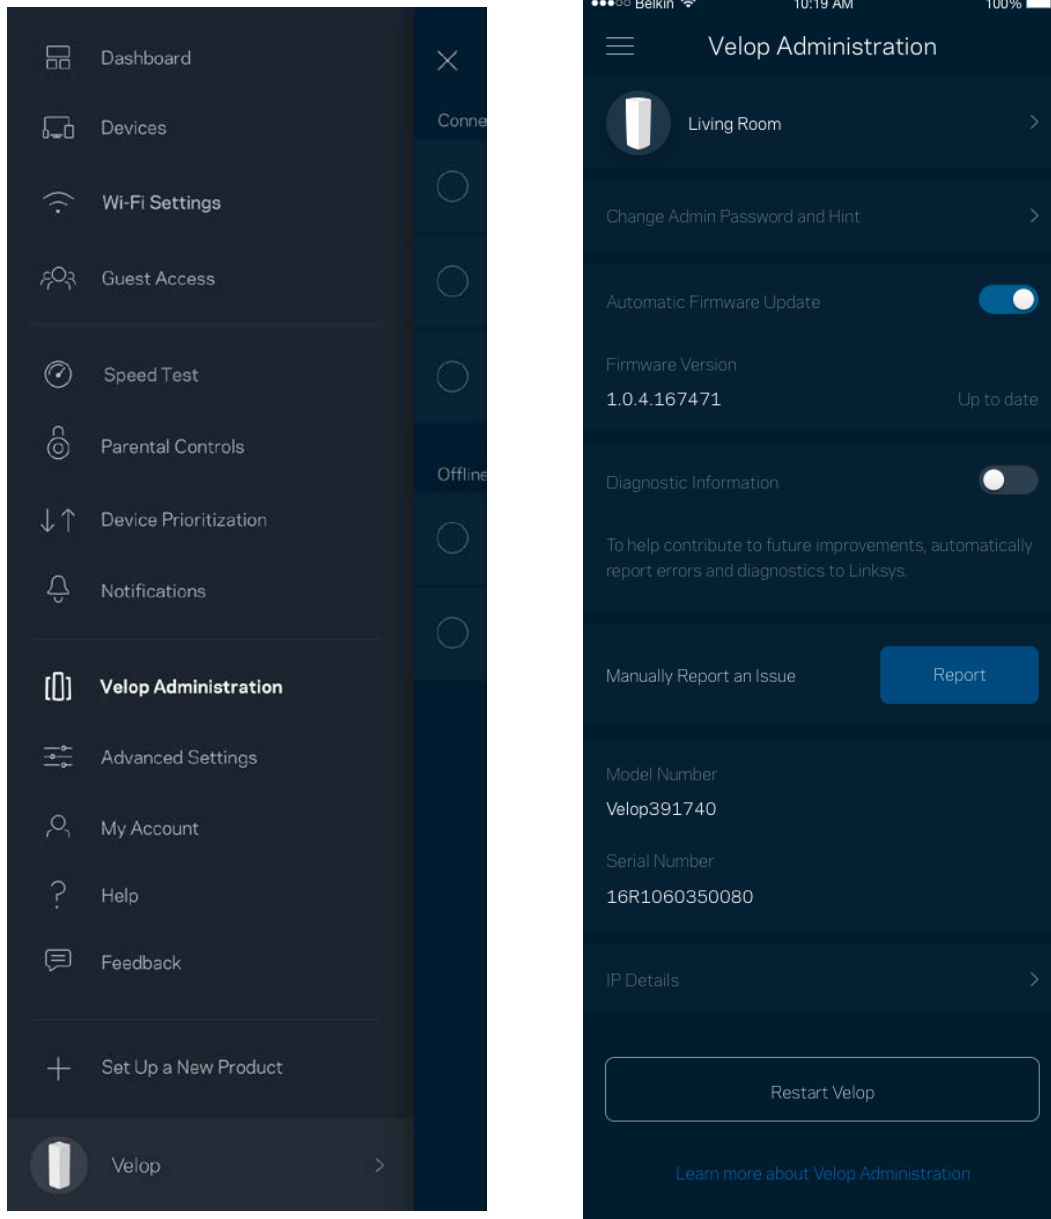 Dashboard
Devices
Wi-Fi Settings
Guest Access
Speed Test
Parental Controls
Device Prioritization
Notifications
Velop Administration
Advanced Settings
My Account
Help
Feedback
Set Up a New Product
Velop
Conne
Offline
Belkin 10:19 AM 100%
Velop Administration
Living Room
Change Admin Password and Hint
Automatic Firmware Update
Firmware Version
1.0.4.167471 Up to date
Diagnostic Information
To help contribute to future improvements, automatically
report errors and diagnostics to Linksys.
Manually Report an Issue Report
Model Number
Velop391740
Serial Number
16R1060350080
IP Details
Restart Velop
Learn more about Velop Administration